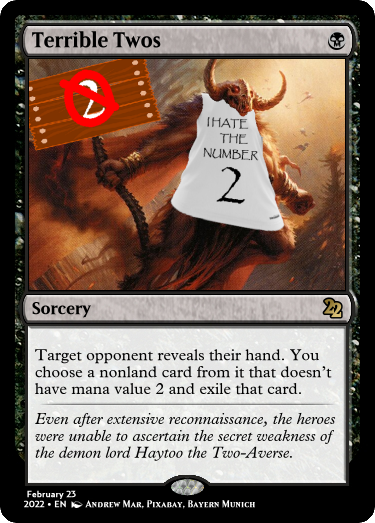 Terrible Twos
2
I HATE
THE
NUMBER
2
Sorcery
22
Target opponent reveals their hand. You
choose a nonland card from it that doesn't
have mana value 2 and exile that card.
Even after extensive reconnaissance, the heroes
were unable to ascertain the secret weakness of
the demon lord Haytoo the Two-Averse.
February 23
2022 • EN Andrew Mar, Pixabay, Bayern Munich